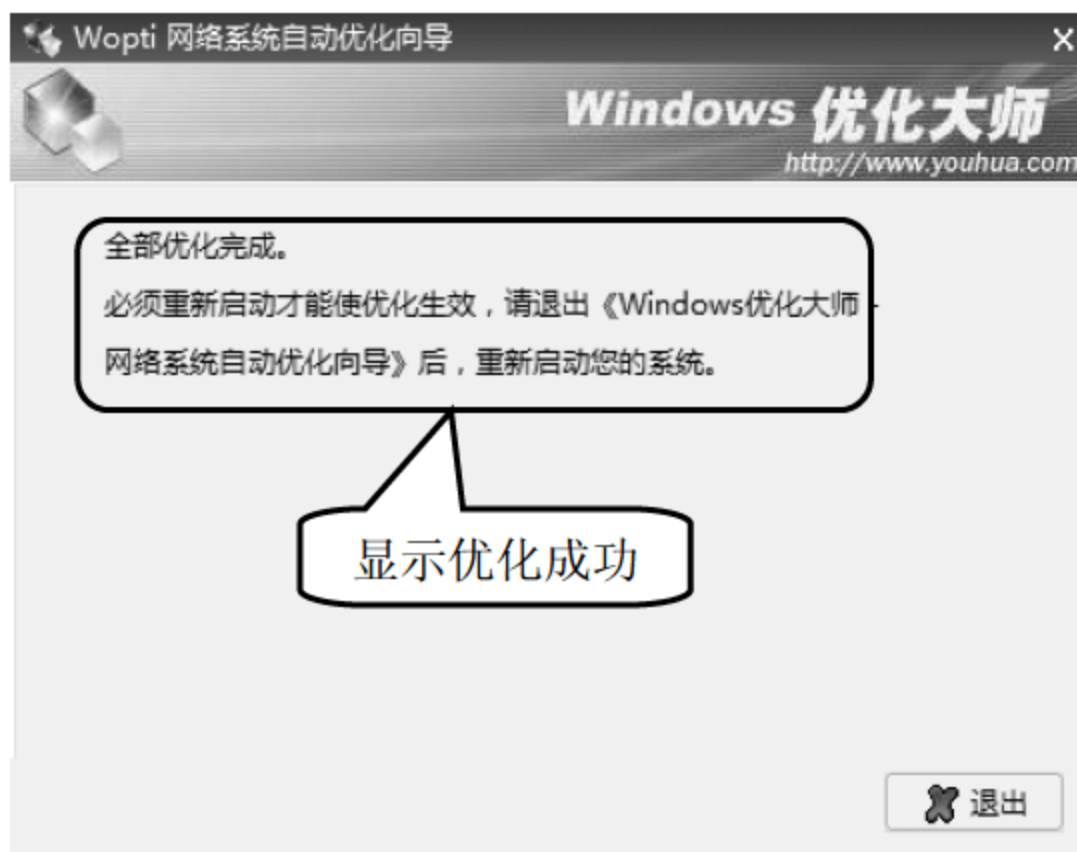 Wopti 网络系统自动优化向导
Windows 优化大师
http://www.youhua.com
全部优化完成。
必须重新启动才能使优化生效，请退出《Windows优化大师 -
网络系统自动优化向导》后，重新启动您的系统。
显示优化成功
退出